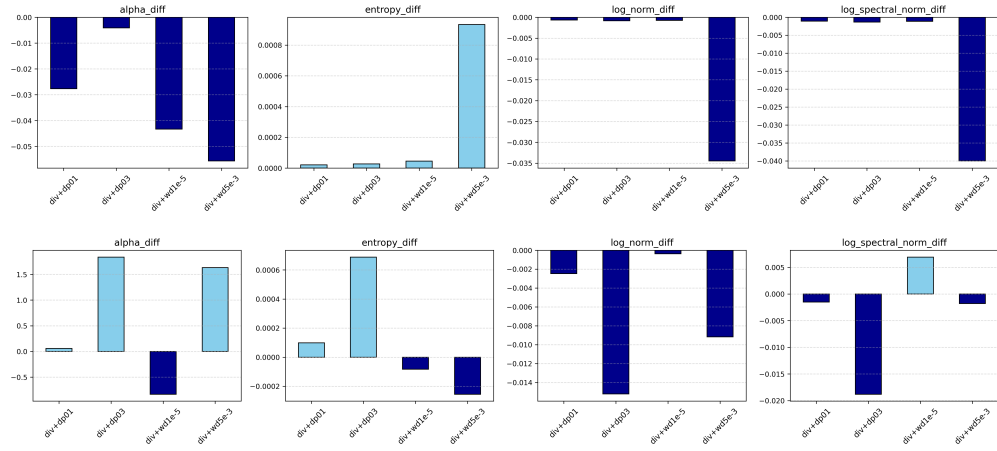 alpha_diff
0.00
−0.01
−0.02
−0.03
−0.04
−0.05
div+dp01
div+dp03
div+wd1e-5
div+wd5e-3
entropy_diff
0.0008
0.0006
0.0004
0.0002
0.0000
div+dp01
div+dp03
div+wd1e-5
div+wd5e-3
log_norm_diff
0.000
−0.005
−0.010
−0.015
−0.020
−0.025
−0.030
−0.035
div+dp01
div+dp03
div+wd1e-5
div+wd5e-3
log_spectral_norm_diff
0.000
−0.005
−0.010
−0.015
−0.020
−0.025
−0.030
−0.035
−0.040
div+dp01
div+dp03
div+wd1e-5
div+wd5e-3
alpha_diff
1.5
1.0
0.5
0.0
−0.5
div+dp01
div+dp03
div+wd1e-5
div+wd5e-3
entropy_diff
0.0006
0.0004
0.0002
0.0000
−0.0002
div+dp01
div+dp03
div+wd1e-5
div+wd5e-3
log_norm_diff
0.000
−0.002
−0.004
−0.006
−0.008
−0.010
−0.012
−0.014
div+dp01
div+dp03
div+wd1e-5
div+wd5e-3
log_spectral_norm_diff
0.005
0.000
−0.005
−0.010
−0.015
−0.020
div+dp01
div+dp03
div+wd1e-5
div+wd5e-3